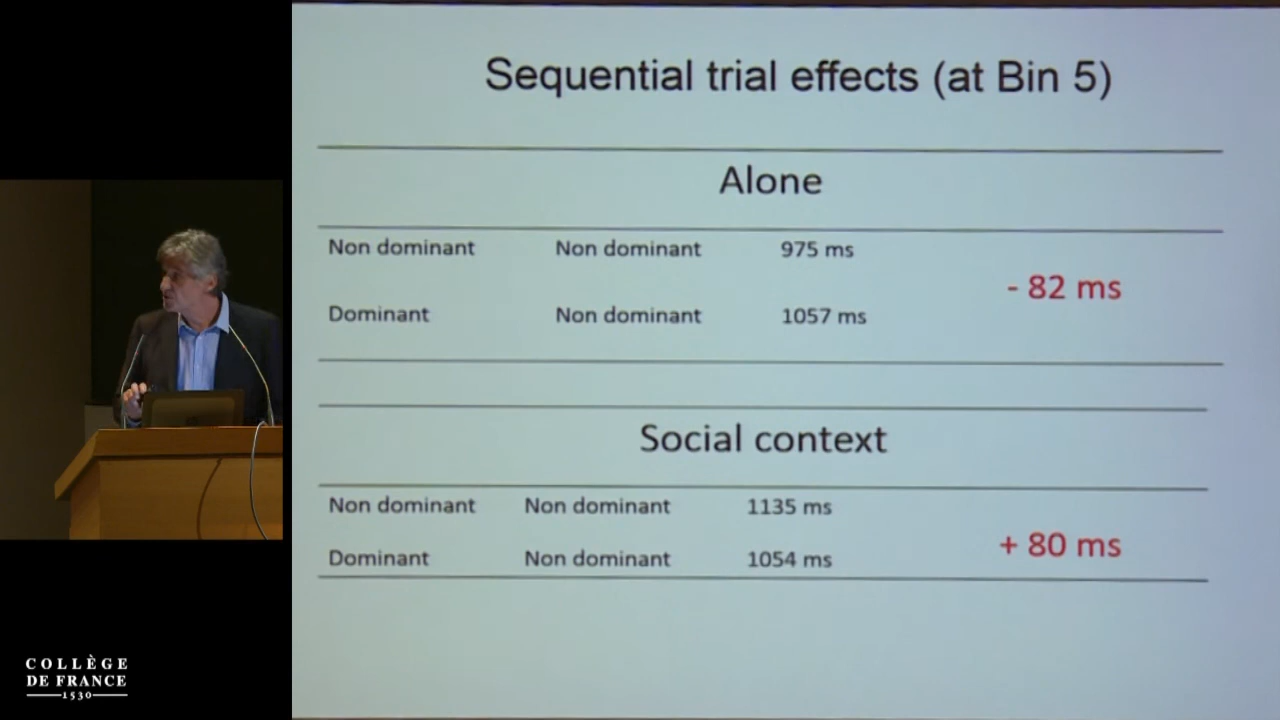 Sequential trial effects (at Bin 5)
Alone
Non dominant Non dominant 975 ms
- 82 ms
Dominant Non dominant 1057 ms
Social context
Non dominant Non dominant 1135 ms
+ 80 ms
Dominant Non dominant 1054 ms
COLLÈGE
DE FRANCE
1530